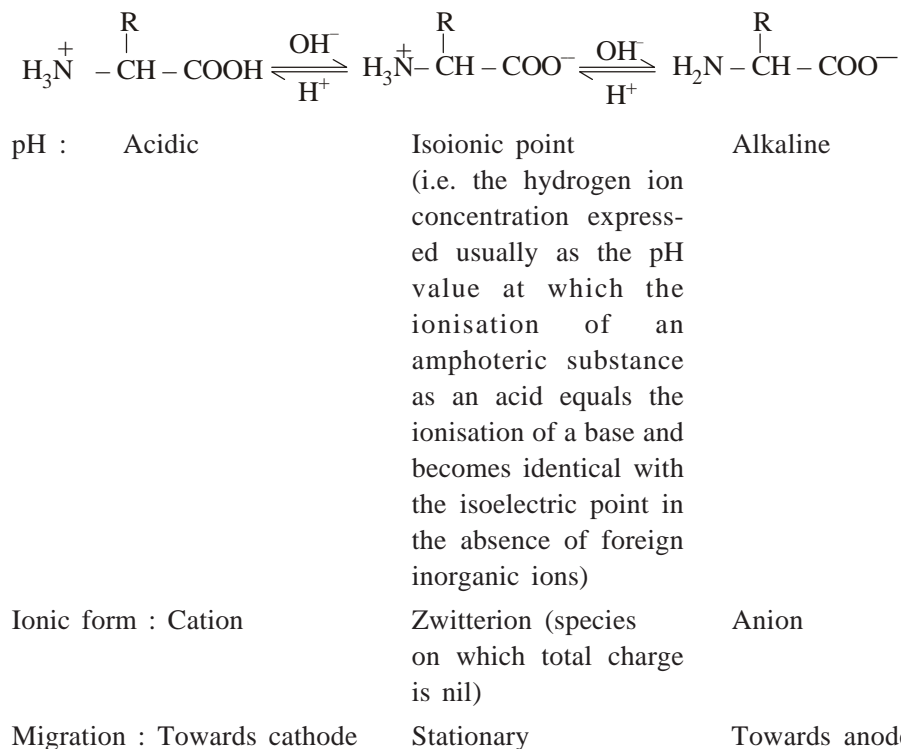 R R R
H₃N⁺ – CH – COOH ⇌ H₃N⁺– CH – COO⁻ ⇌ H₂N – CH – COO⁻
OH⁻ OH⁻
H⁺ H⁺
pH : Acidic Isoionic point Alkaline
(i.e. the hydrogen ion
concentration express-
ed usually as the pH
value at which the
ionisation of an
amphoteric substance
as an acid equals the
ionisation of a base and
becomes identical with
the isoelectric point in
the absence of foreign
inorganic ions)
Ionic form : Cation Zwitterion (species Anion
on which total charge
is nil)
Migration : Towards cathode Stationary Towards anode